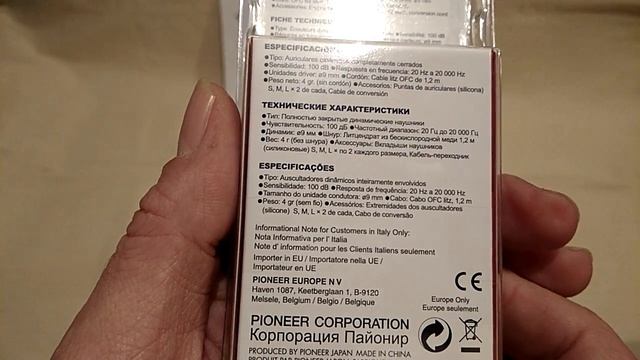 FICHE TECHNI
ESPECIFICACION
●Tipo: Auriculares dinámicos completamente cerrados
●Sensibilidad: 100 dB ●Respuesta en frecuencia: 20 Hz a 20 000 Hz
●Unidades driver: ø9 mm ●Cordón: Cable litz OFC de 1,2 m
●Peso neto: 4 gr. (sin cordón) ●Accesorios: Puntas de auriculares (silicona)
S, M, L × 2 de cada, Cable de conversión
ТЕХНИЧЕСКИЕ ХАРАКТЕРИСТИКИ
●Тип: Полностью закрытые динамические наушники
●Чувствительность: 100 дБ ●Частотный диапазон: 20 Гц до 20 000 Гц
●Динамик: ø9 мм ●Шнур: Литцендрат из бескислородной меди 1,2 м
●Вес: 4 г (без шнура) ●Аксессуары: Вкладыши наушников
(силиконовые) S, M, L × по 2 каждого размера, Кабель-переходник
ESPECIFICAÇÕES
●Tipo: Auscultadores dinâmicos inteiramente envolvidos
●Sensibilidade: 100 dB ●Resposta de frequência: 20 Hz a 20 000 Hz
●Tamanho do unidade condutora: ø9 mm ●Cabo: Cabo OFC litz, 1,2 m
●Peso: 4 gr (sem fio) ●Acessórios: Extremidades dos auscultadores
(silicone) S, M, L × 2 de cada, Cabo de conversão
Informational Note for Customers in Italy Only:
Nota Informativa per l' Italia
Note d' information pour les Clients Italiens seulement
Importer in EU / Importatore nella UE /
Importateur en UE
PIONEER EUROPE N V
Haven 1087, Keetberglaan 1, B-9120
Melsele, Belgium / Belgio / Belgique
CE
Europe Only
Europe seulement
PIONEER CORPORATION
Корпорация Пайонир
PRODUCED BY PIONEER JAPAN MADE IN CHINA
PRODUIT PAR PIONEER JAPAN